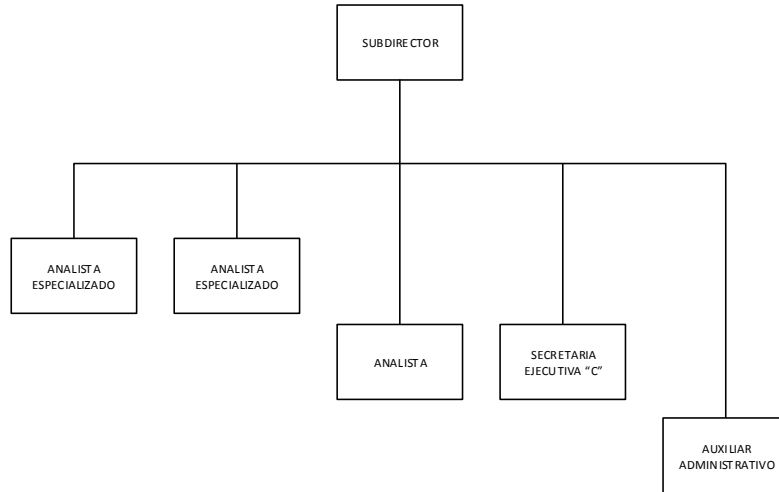 SUBDIRECTOR
ANALISTA
ESPECIALIZADO
ANALISTA
ESPECIALIZADO
ANALISTA
SECRETARIA
EJECUTIVA “C”
AUXILIAR
ADMINISTRATIVO